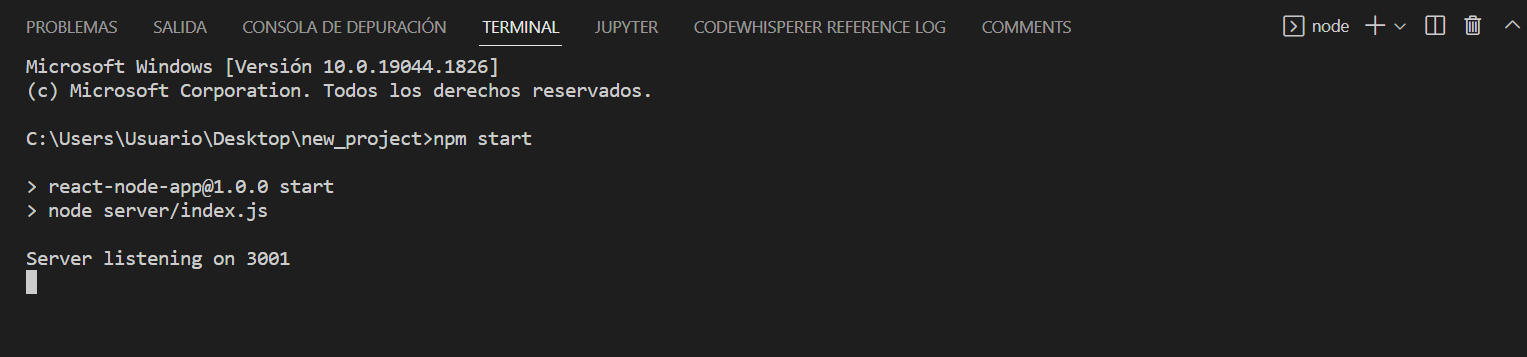 PROBLEMAS SALIDA CONSOLA DE DEPURACIÓN TERMINAL JUPYTER CODEWHISPERER REFERENCE LOG COMMENTS node
Microsoft Windows [Versión 10.0.19044.1826]
(c) Microsoft Corporation. Todos los derechos reservados.
C:\Users\Usuario\Desktop\new_project>npm start
> react-node-app@1.0.0 start
> node server/index.js
Server listening on 3001